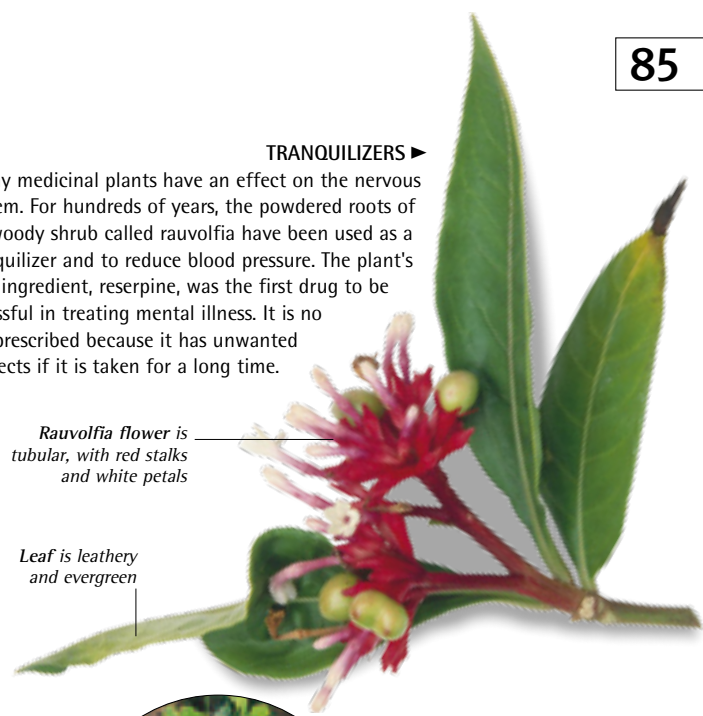 85
TRANQUILIZERS ►
y medicinal plants have an effect on the nervous
em. For hundreds of years, the powdered roots of
woody shrub called rauvolfia have been used as a
quilizer and to reduce blood pressure. The plant's
ingredient, reserpine, was the first drug to be
ssful in treating mental illness. It is no
prescribed because it has unwanted
ects if it is taken for a long time.
Rauvolfia flower is
tubular, with red stalks
and white petals
Leaf is leathery
and evergreen